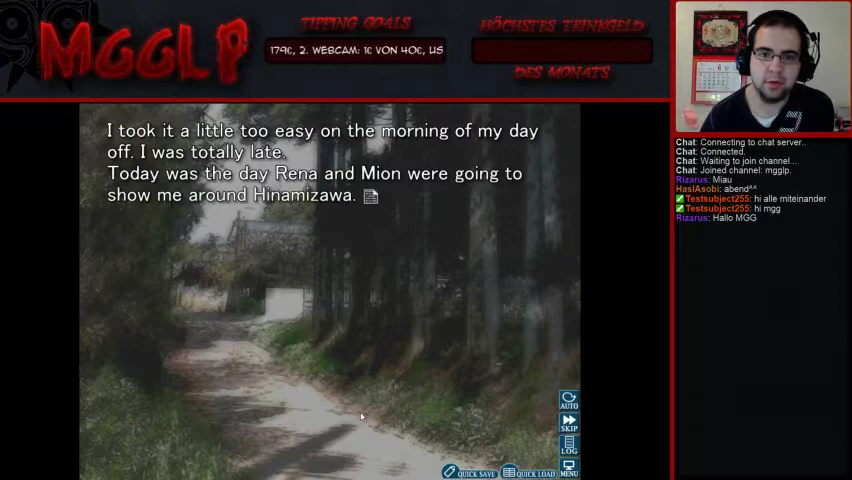 MGGLP
TIPPING GOALS
179€, 2. WEBCAM: 1€ VON 40€, US
HÖCHSTES TRINKGELD
DES MONATS
I took it a little too easy on the morning of my day
off. I was totally late.
Today was the day Rena and Mion were going to
show me around Hinamizawa.
AUTO
SKIP
LOG
MENU
QUICK SAVE
QUICK LOAD
Chat: Connecting to chat server..
Chat: Connected.
Chat: Waiting to join channel...
Chat: Joined channel: mgglp.
Rizarus: Miau
HaslAsobi: abend^^
Testsubject255: hi alle miteinander
Testsubject255: hi mgg
Rizarus: Hallo MGG